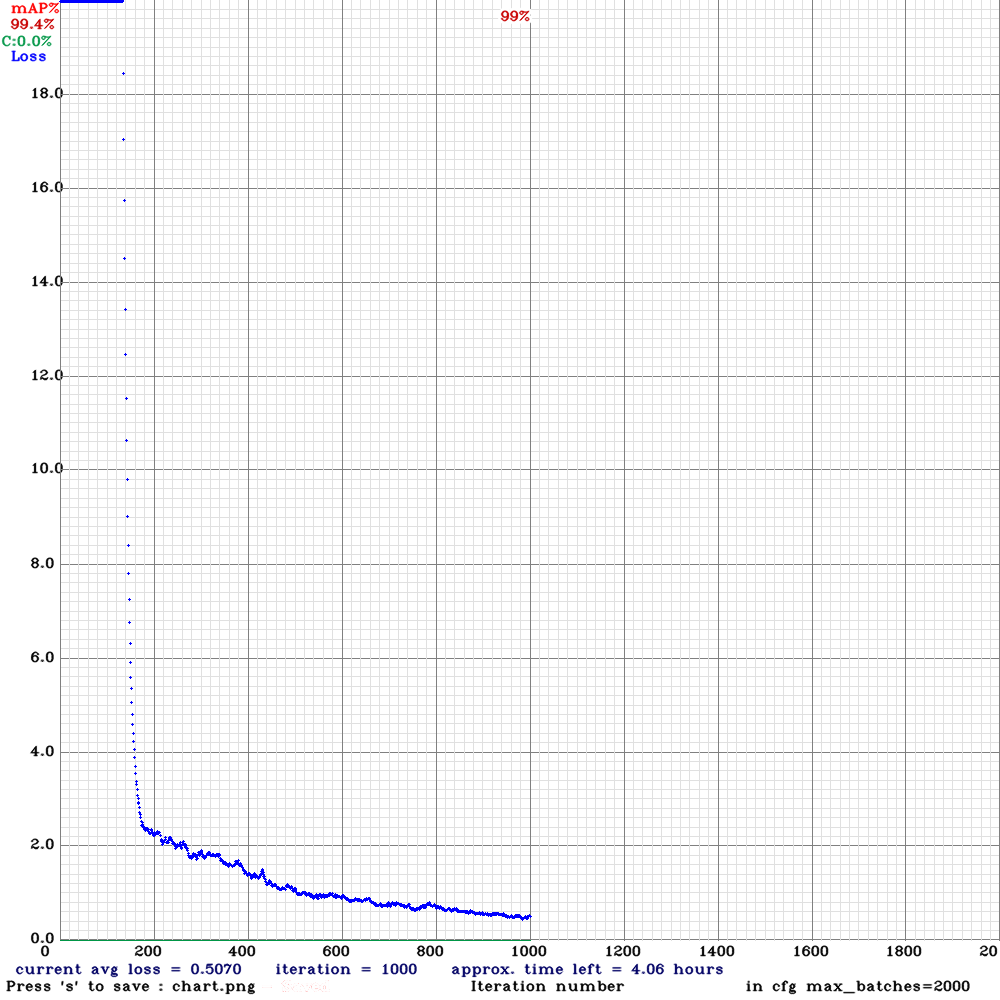 mAP%
99.4%
C:0.0%
Loss
99%
18.0
16.0
14.0
12.0
10.0
8.0
6.0
4.0
2.0
0.0
0 200 400 600 800 1000 1200 1400 1600 1800 20
current avg loss = 0.5070 iteration = 1000 approx. time left = 4.06 hours
Press 's' to save : chart.png Iteration number in cfg max_batches=2000